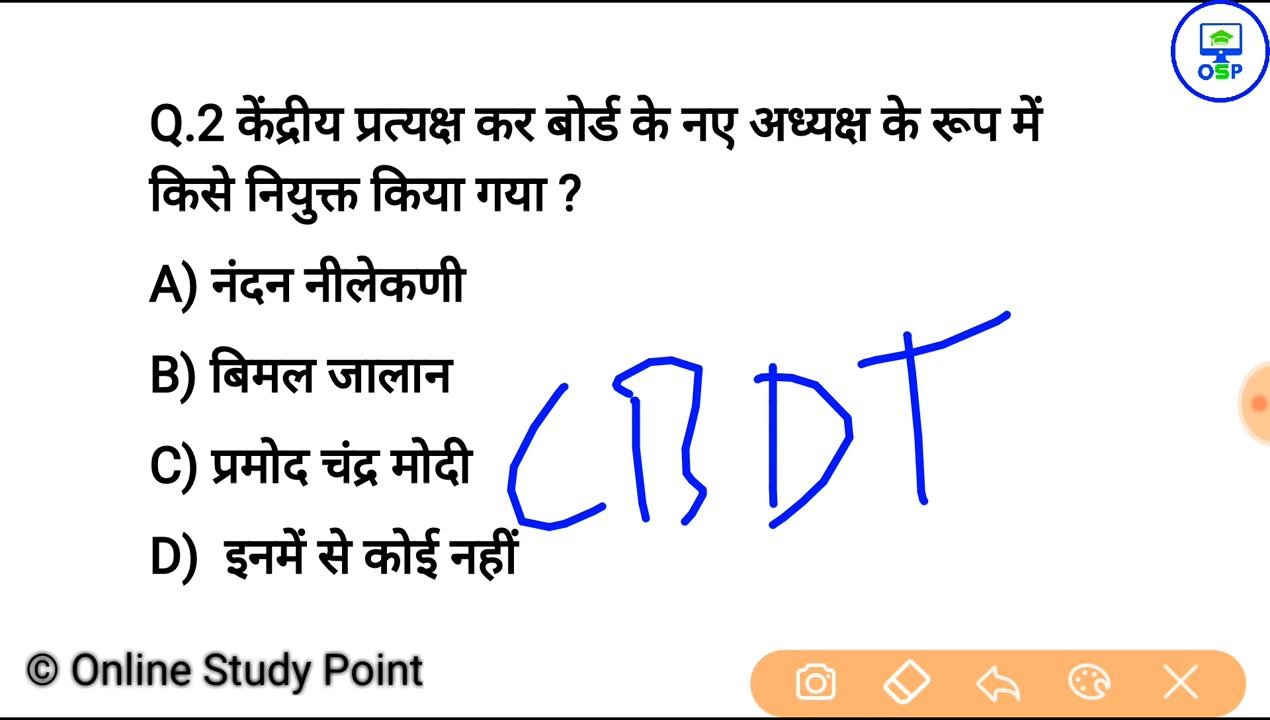 OSP
Q.2 केंद्रीय प्रत्यक्ष कर बोर्ड के नए अध्यक्ष के रूप में
किसे नियुक्त किया गया ?
A) नंदन नीलेकणी
B) बिमल जालान
C) प्रमोद चंद्र मोदी
CBDT
D) इनमें से कोई नहीं
© Online Study Point